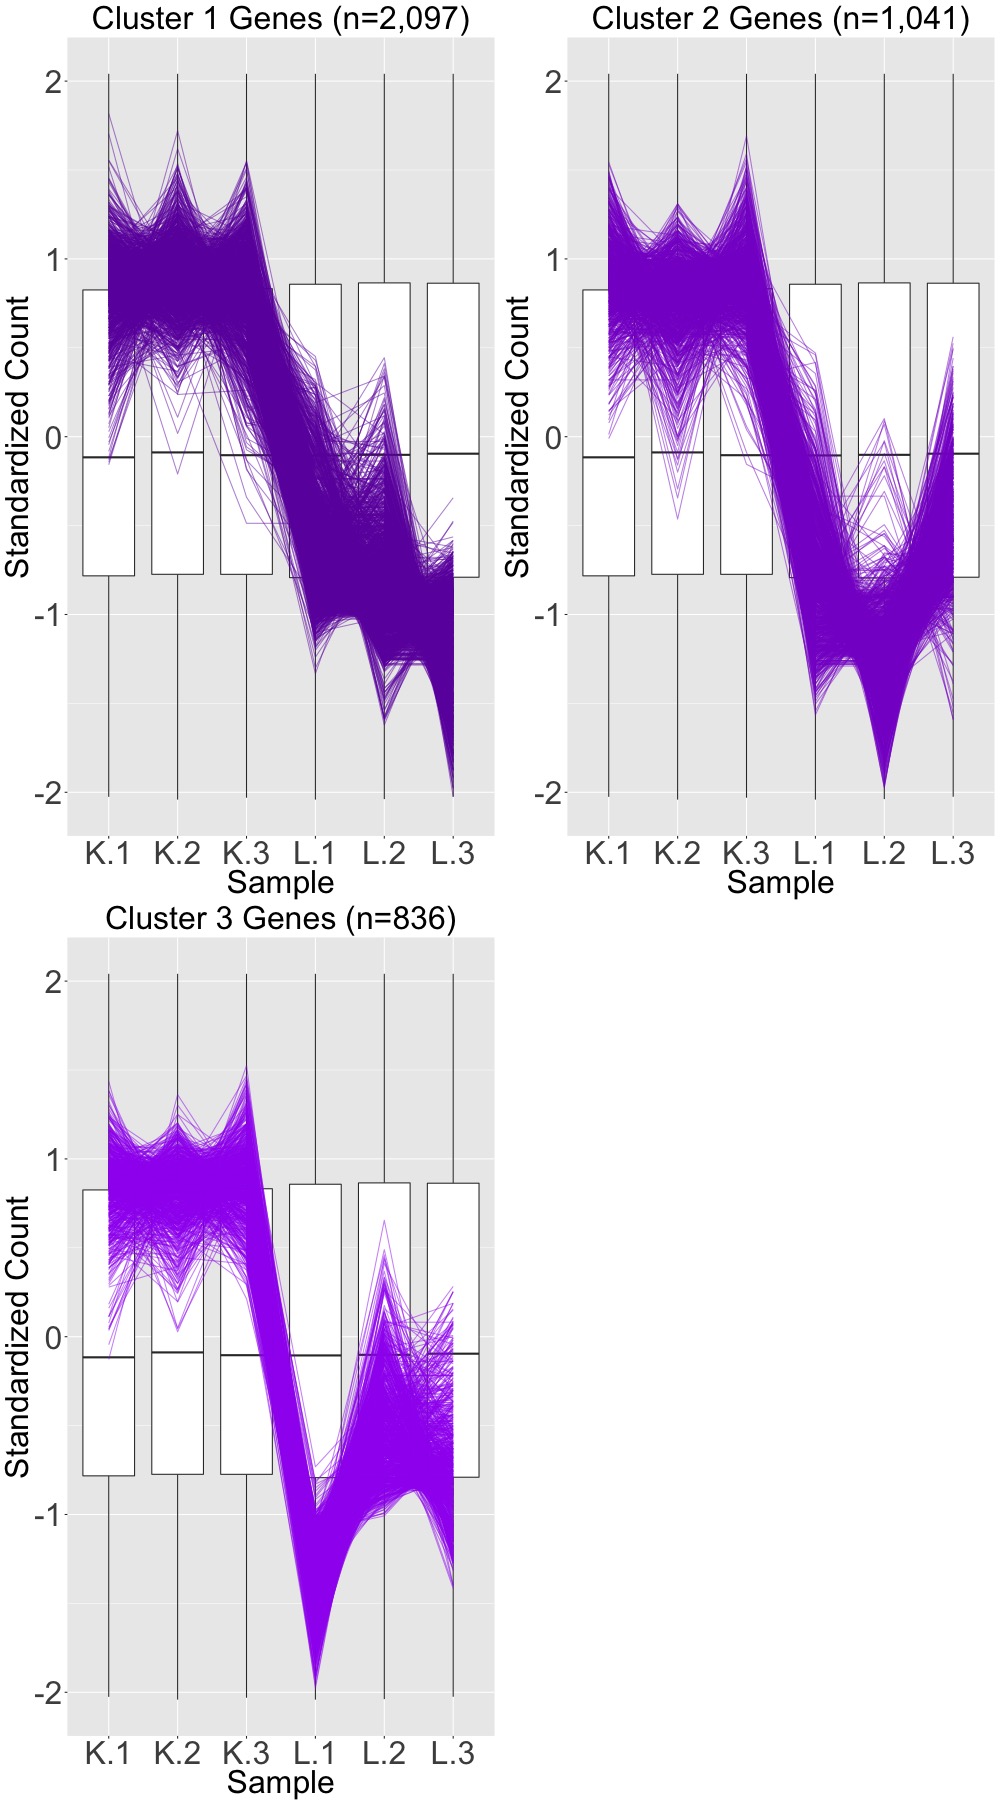 Cluster 1 Genes (n=2,097)
2
1
0
-1
-2
Standardized Count
K.1 K.2 K.3 L.1 L.2 L.3
Sample
Cluster 2 Genes (n=1,041)
2
1
0
-1
-2
Standardized Count
K.1 K.2 K.3 L.1 L.2 L.3
Sample
Cluster 3 Genes (n=836)
2
1
0
-1
-2
Standardized Count
K.1 K.2 K.3 L.1 L.2 L.3
Sample